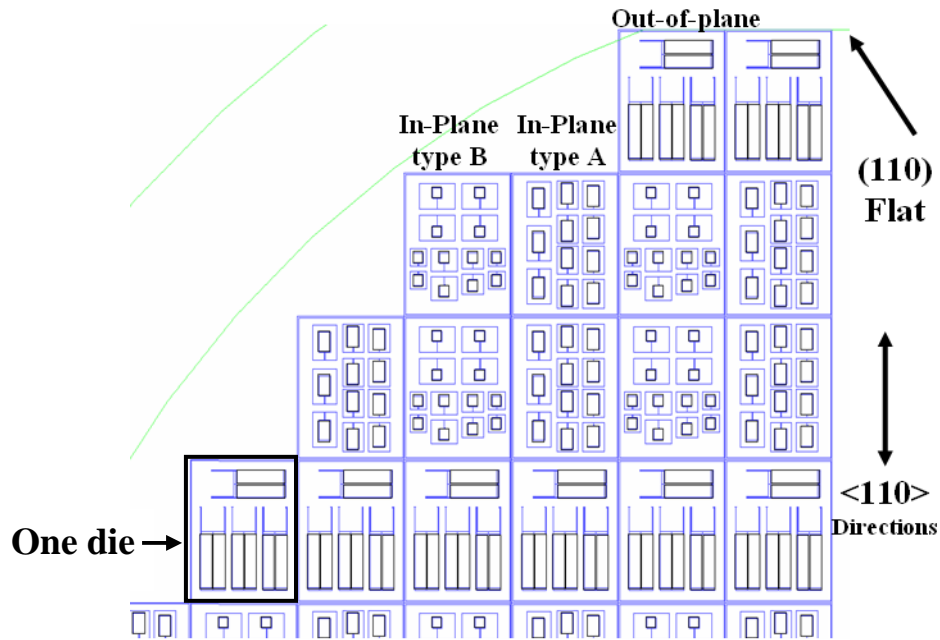 Out-of-plane
In-Plane
type B
In-Plane
type A
(110)
Flat
<110>
Directions
One die